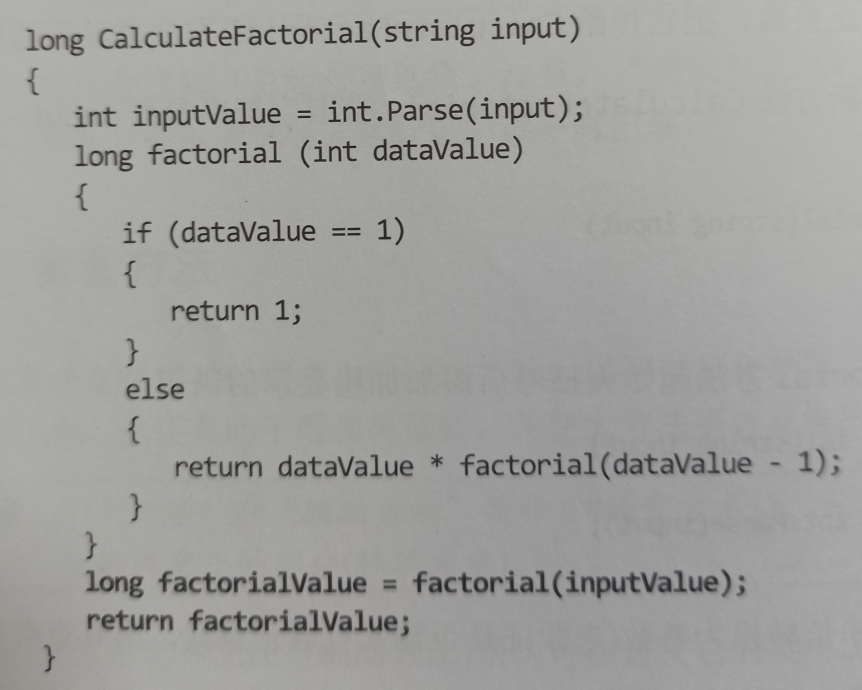 long CalculateFactorial(string input)
{
int inputValue = int.Parse(input);
long factorial (int dataValue)
{
if (dataValue == 1)
{
return 1;
}
else
{
return dataValue * factorial(dataValue - 1);
}
}
long factorialValue = factorial(inputValue);
return factorialValue;
}